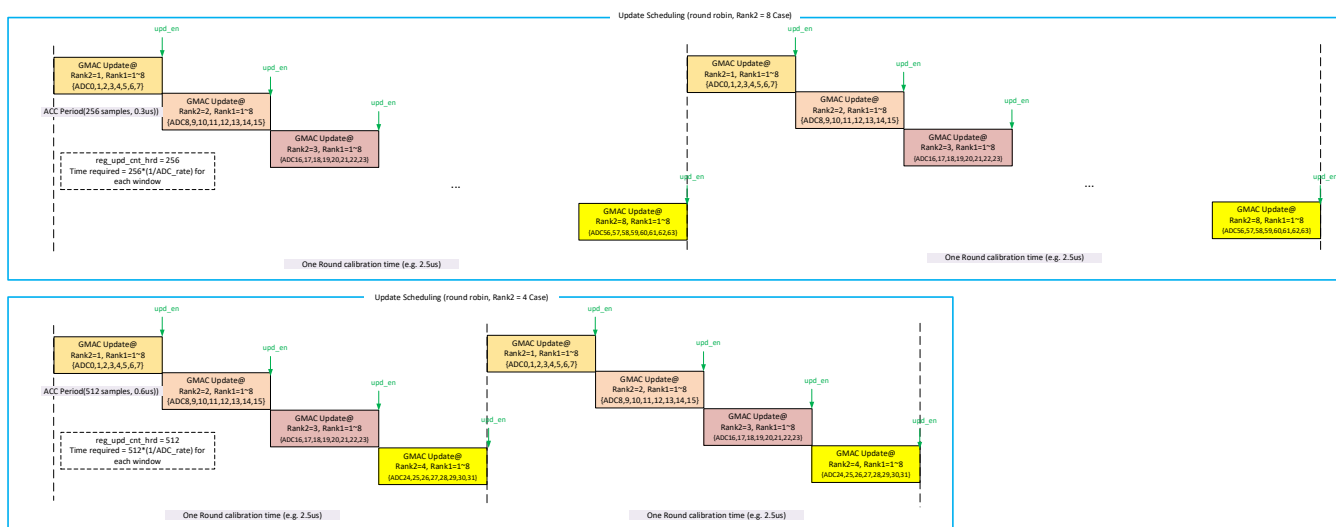 Update Scheduling (round robin, Rank2 = 8 Case)
upd_en
GMAC Update@
Rank2=1, Rank1=1~8
{ADC0,1,2,3,4,5,6,7}
ACC Period(256 samples, 0.3us))
upd_en
GMAC Update@
Rank2=2, Rank1=1~8
{ADC8,9,10,11,12,13,14,15}
upd_en
GMAC Update@
Rank2=3, Rank1=1~8
{ADC16,17,18,19,20,21,22,23}
reg_upd_cnt_hrd = 256
Time required = 256*(1/ADC_rate) for
each window
...
upd_en
GMAC Update@
Rank2=8, Rank1=1~8
{ADC56,57,58,59,60,61,62,63}
One Round calibration time (e.g. 2.5us)
upd_en
GMAC Update@
Rank2=1, Rank1=1~8
{ADC0,1,2,3,4,5,6,7}
upd_en
GMAC Update@
Rank2=2, Rank1=1~8
{ADC8,9,10,11,12,13,14,15}
upd_en
GMAC Update@
Rank2=3, Rank1=1~8
{ADC16,17,18,19,20,21,22,23}
...
upd_en
GMAC Update@
Rank2=8, Rank1=1~8
{ADC56,57,58,59,60,61,62,63}
One Round calibration time (e.g. 2.5us)
Update Scheduling (round robin, Rank2 = 4 Case)
upd_en
GMAC Update@
Rank2=1, Rank1=1~8
{ADC0,1,2,3,4,5,6,7}
ACC Period(512 samples, 0.6us))
upd_en
GMAC Update@
Rank2=2, Rank1=1~8
{ADC8,9,10,11,12,13,14,15}
upd_en
GMAC Update@
Rank2=3, Rank1=1~8
{ADC16,17,18,19,20,21,22,23}
reg_upd_cnt_hrd = 512
Time required = 512*(1/ADC_rate) for
each window
upd_en
GMAC Update@
Rank2=4, Rank1=1~8
{ADC24,25,26,27,28,29,30,31}
One Round calibration time (e.g. 2.5us)
upd_en
GMAC Update@
Rank2=1, Rank1=1~8
{ADC0,1,2,3,4,5,6,7}
upd_en
GMAC Update@
Rank2=2, Rank1=1~8
{ADC8,9,10,11,12,13,14,15}
upd_en
GMAC Update@
Rank2=3, Rank1=1~8
{ADC16,17,18,19,20,21,22,23}
upd_en
GMAC Update@
Rank2=4, Rank1=1~8
{ADC24,25,26,27,28,29,30,31}
One Round calibration time (e.g. 2.5us)